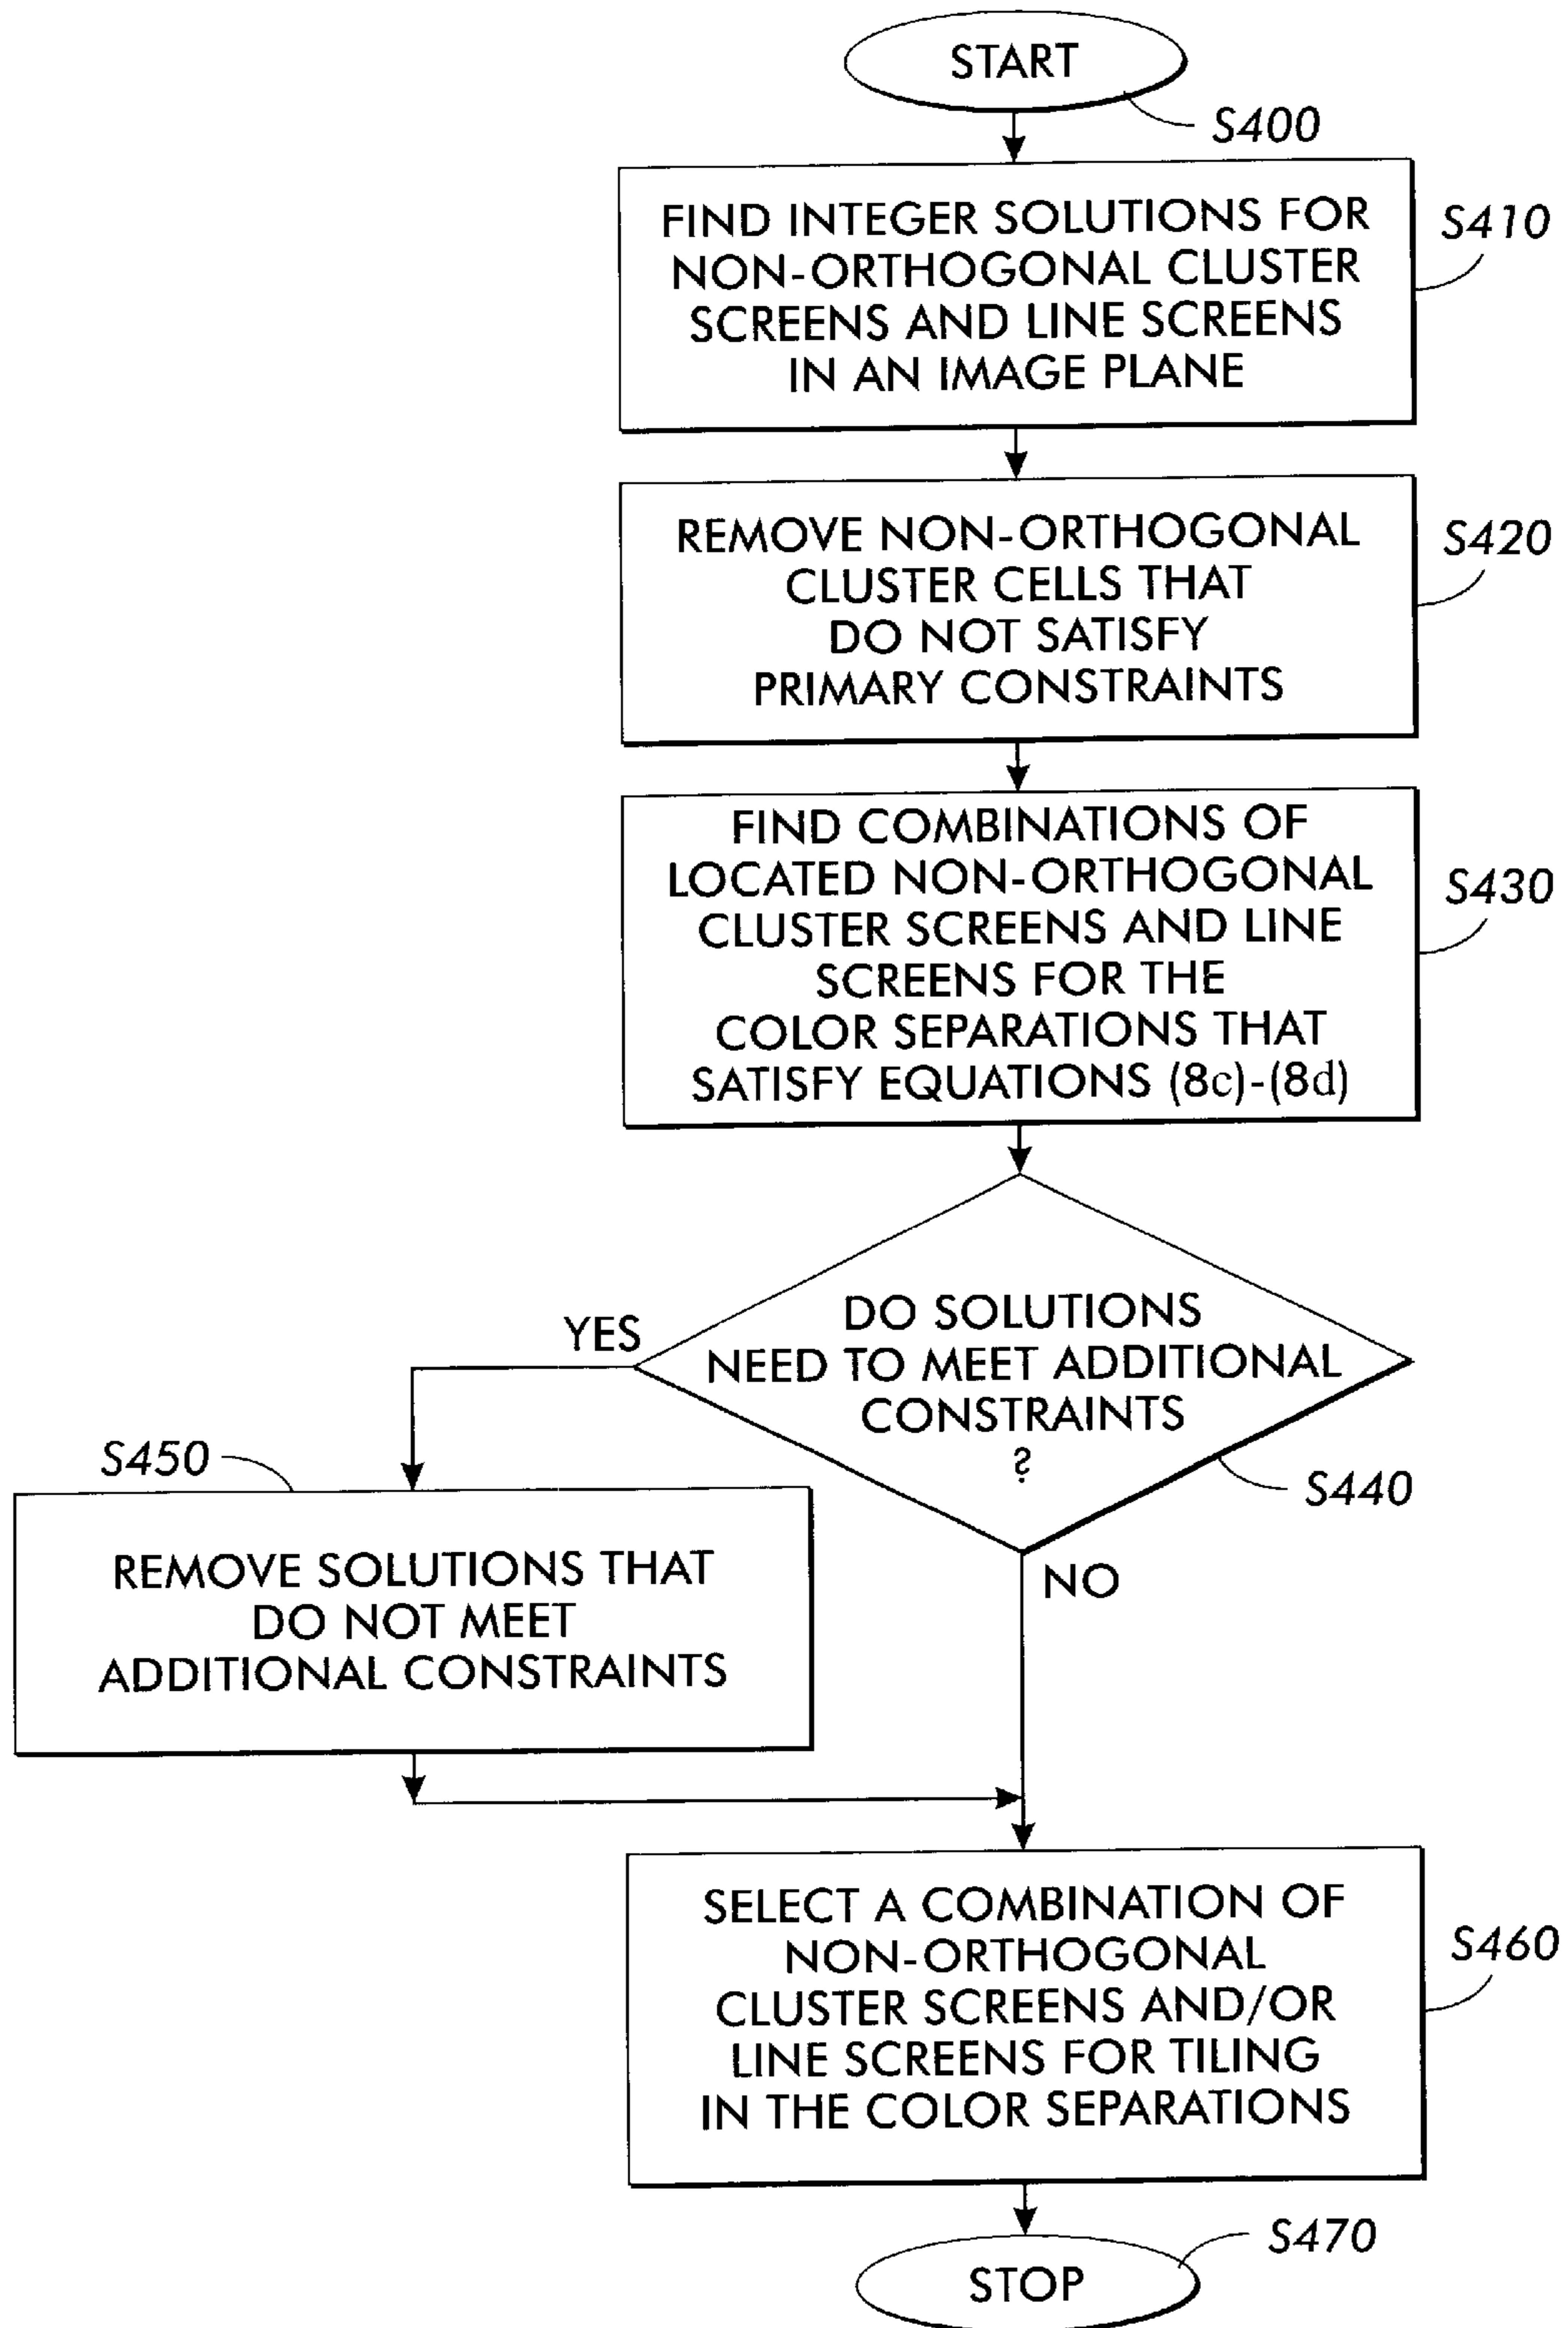 START
S400
FIND INTEGER SOLUTIONS FOR
NON-ORTHOGONAL CLUSTER
SCREENS AND LINE SCREENS
IN AN IMAGE PLANE
S410
REMOVE NON-ORTHOGONAL
CLUSTER CELLS THAT
DO NOT SATISFY
PRIMARY CONSTRAINTS
S420
FIND COMBINATIONS OF
LOCATED NON-ORTHOGONAL
CLUSTER SCREENS AND LINE
SCREENS FOR THE
COLOR SEPARATIONS THAT
SATISFY EQUATIONS (8c)-(8d)
S430
DO SOLUTIONS
NEED TO MEET ADDITIONAL
CONSTRAINTS
?
S440
YES
NO
S450
REMOVE SOLUTIONS THAT
DO NOT MEET
ADDITIONAL CONSTRAINTS
SELECT A COMBINATION OF
NON-ORTHOGONAL
CLUSTER SCREENS AND/OR
LINE SCREENS FOR TILING
IN THE COLOR SEPARATIONS
S460
STOP
S470